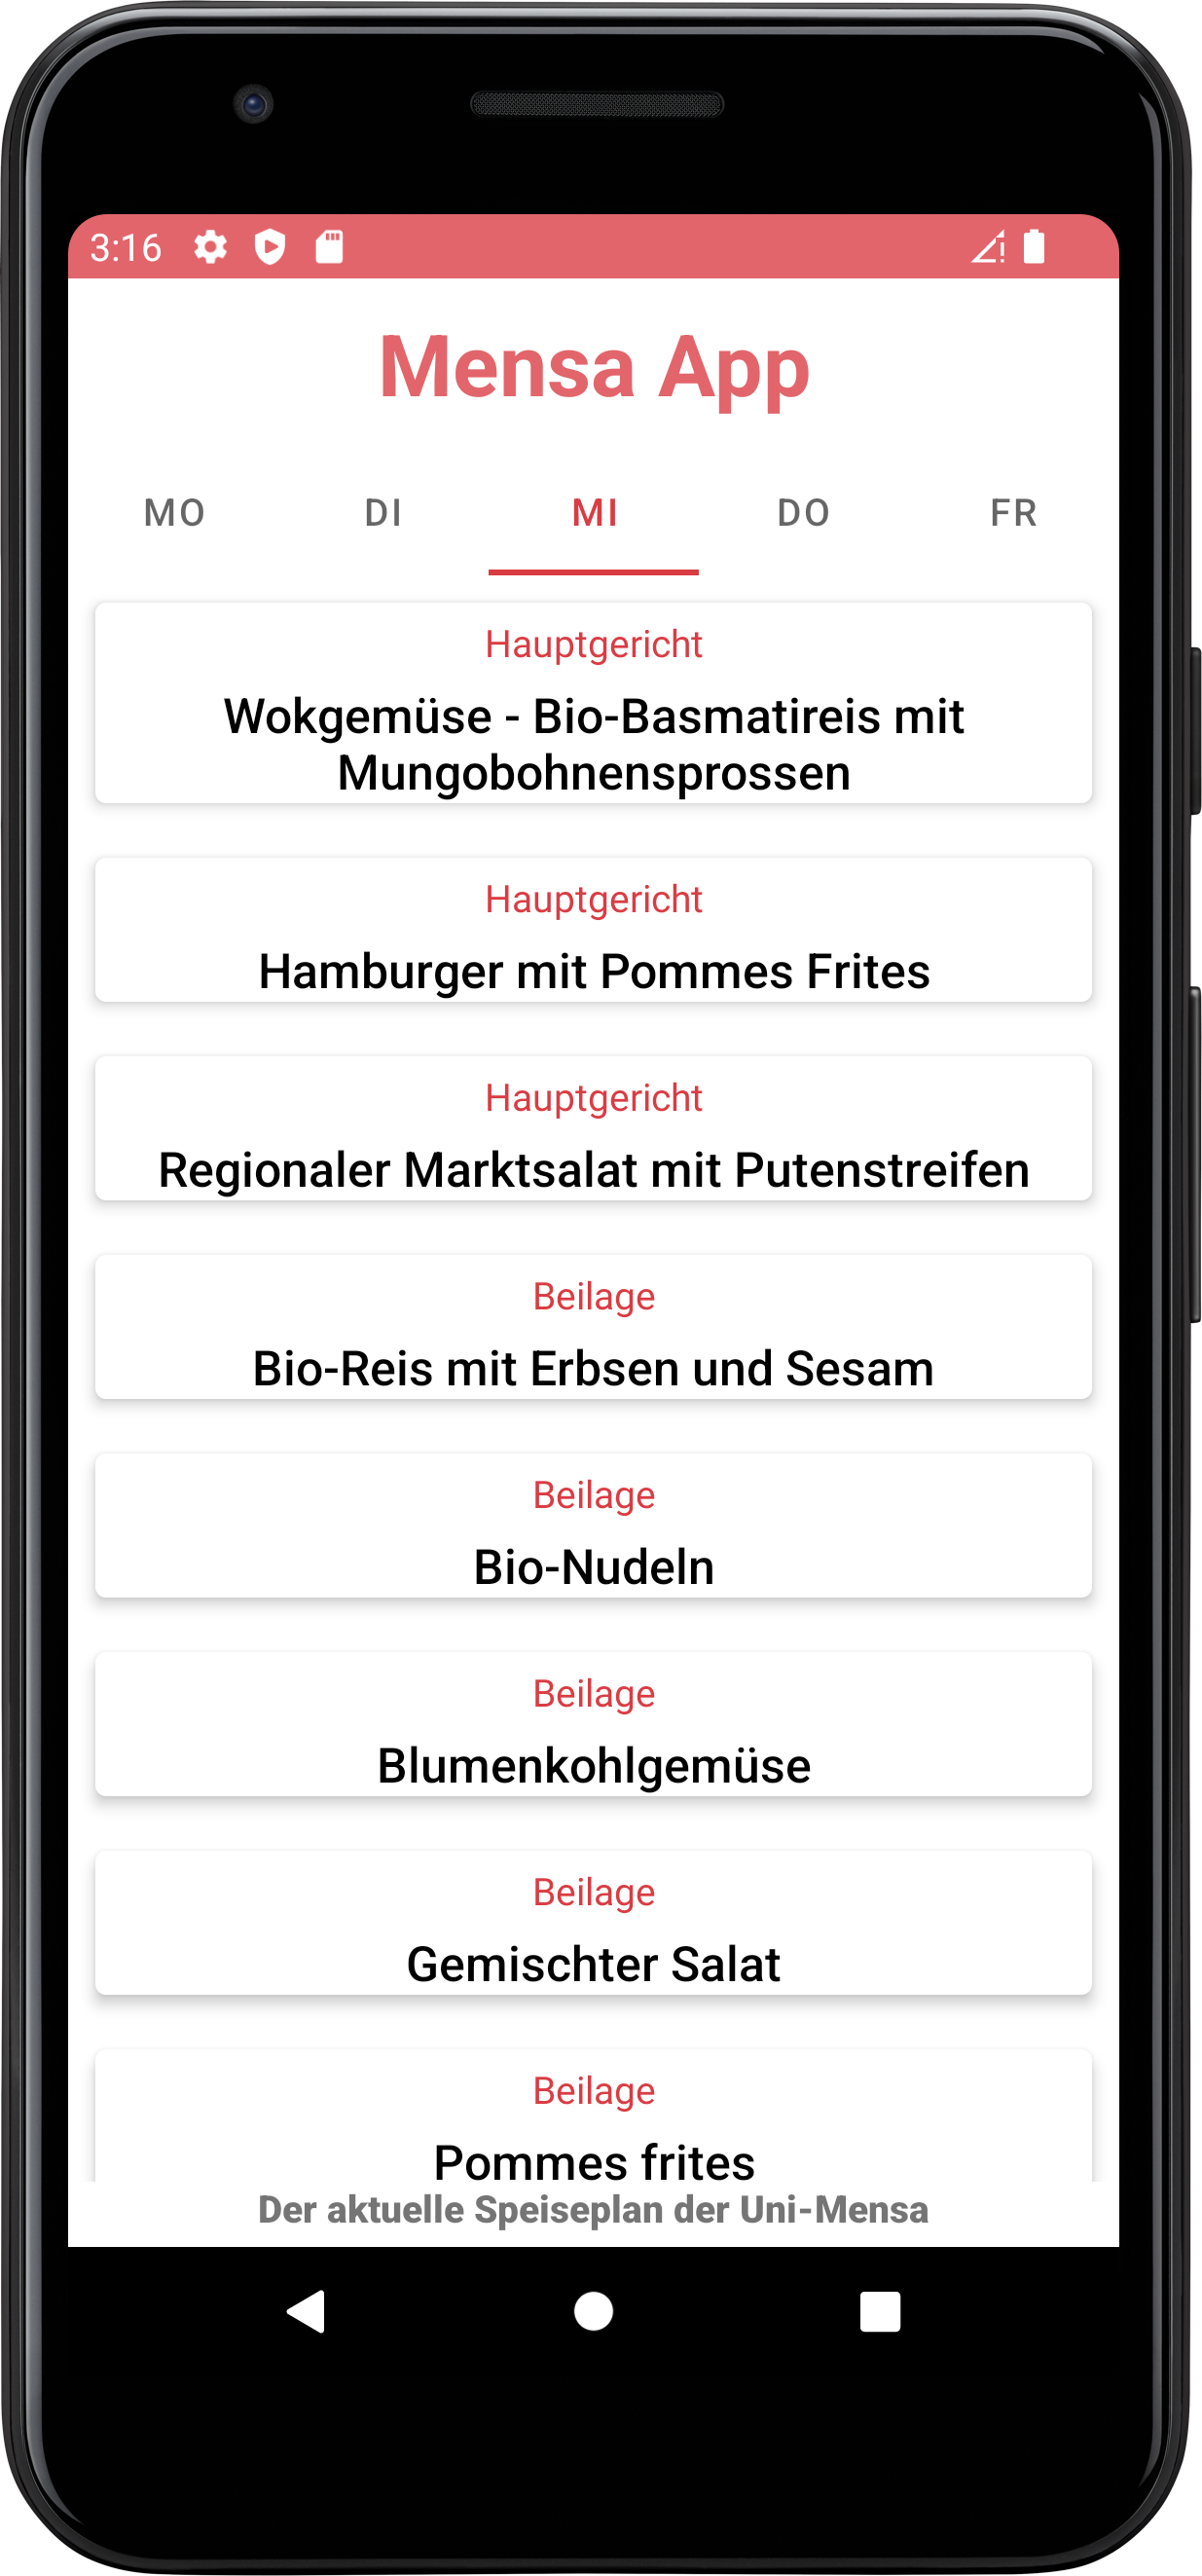 3:16
Mensa App
MO DI MI DO FR
Hauptgericht
Wokgemüse - Bio-Basmatireis mit
Mungobohnensprossen
Hauptgericht
Hamburger mit Pommes Frites
Hauptgericht
Regionaler Marktsalat mit Putenstreifen
Beilage
Bio-Reis mit Erbsen und Sesam
Beilage
Bio-Nudeln
Beilage
Blumenkohlgemüse
Beilage
Gemischter Salat
Beilage
Pommes frites
Der aktuelle Speiseplan der Uni-Mensa